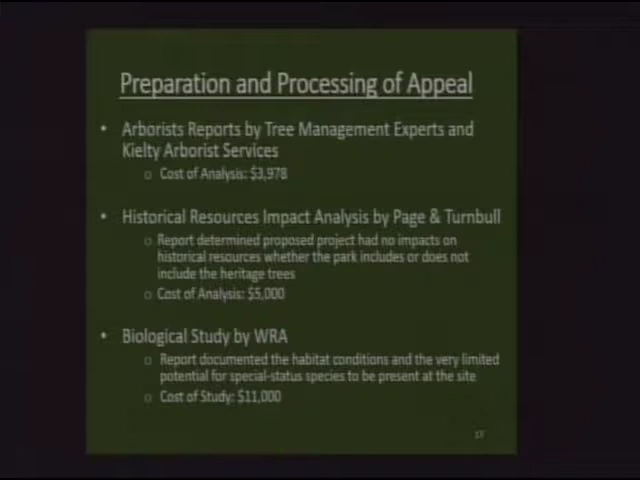 Preparation and Processing of Appeal
• Arborists Reports by Tree Management Experts and
Kielty Arborist Services
o Cost of Analysis: $3,978
• Historical Resources Impact Analysis by Page & Turnbull
o Report determined proposed project had no impacts on
historical resources whether the park includes or does not
include the heritage trees
o Cost of Analysis: $5,000
• Biological Study by WRA
o Report documented the habitat conditions and the very limited
potential for special-status species to be present at the site
o Cost of Study: $11,000